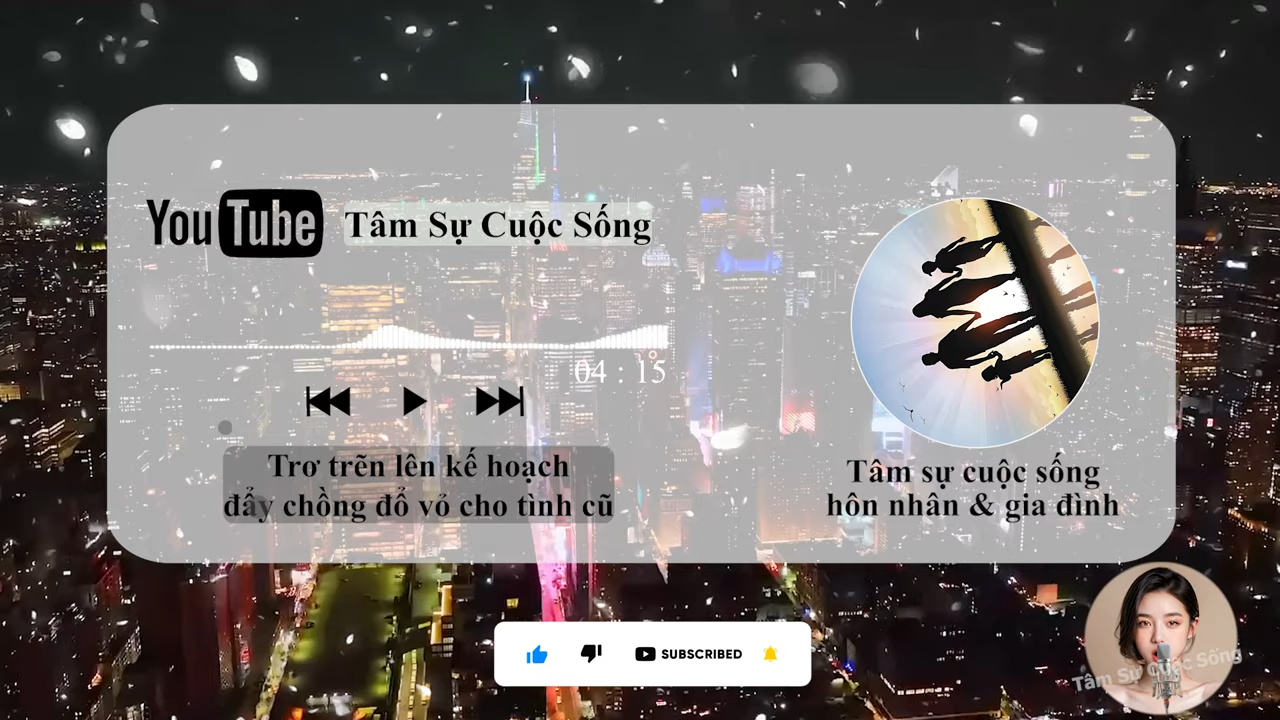 YouTube
Tâm Sự Cuộc Sống
04 : 15
Trơ trẽn lên kế hoạch
đẩy chồng đổ vỏ cho tình cũ
Tâm sự cuộc sống
hôn nhân & gia đình
SUBSCRIBED
Tâm Sự Cuộc Sống